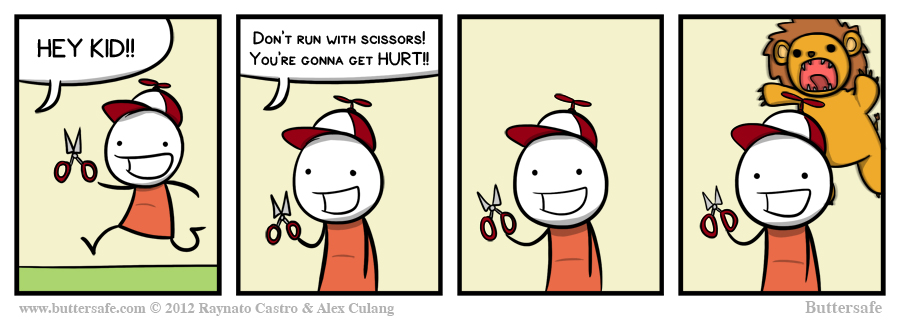 HEY KID!!
DON'T RUN WITH SCISSORS!
YOU'RE GONNA GET HURT!!
www.buttersafe.com © 2012 Raynato Castro & Alex Culang
Buttersafe